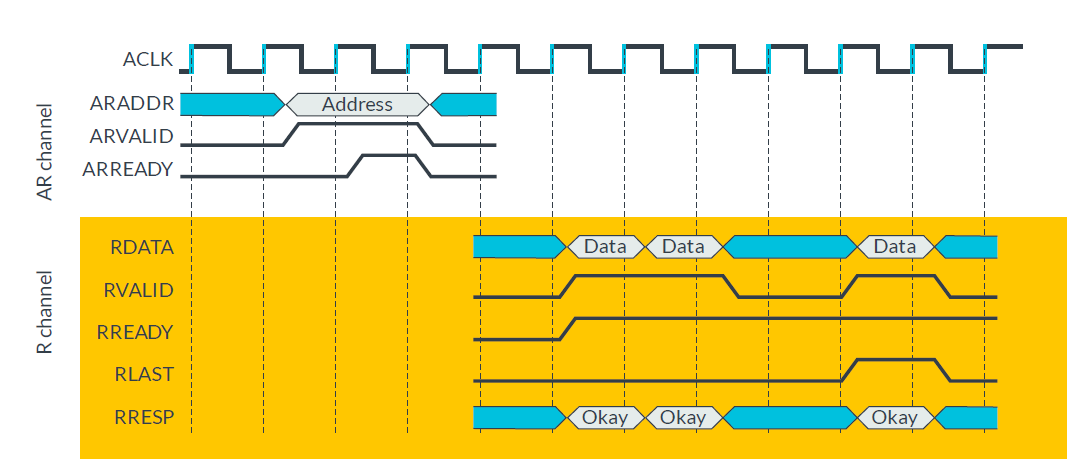 ACLK
AR channel
ARADDR Address
ARVALID
ARREADY
R channel
RDATA Data Data Data
RVALID
RREADY
RLAST
RRESP Okay Okay Okay